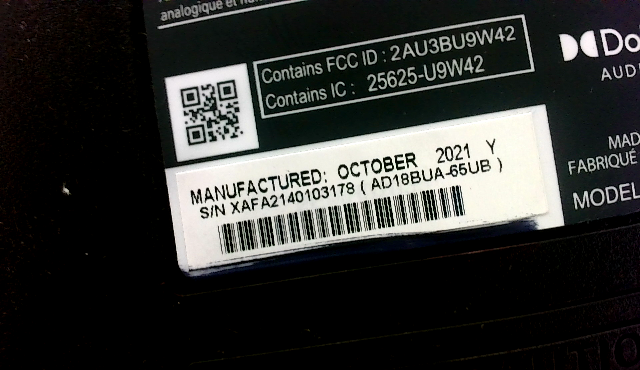 analogique et
Contains FCC ID : 2AU3BU9W42
Contains IC : 25625-U9W42
MANUFACTURED: OCTOBER 2021 Y
S/N XAFA2140103178 ( AD18BUA-65UB )
AUD
MAD
FABRIQUÉ
MODEL